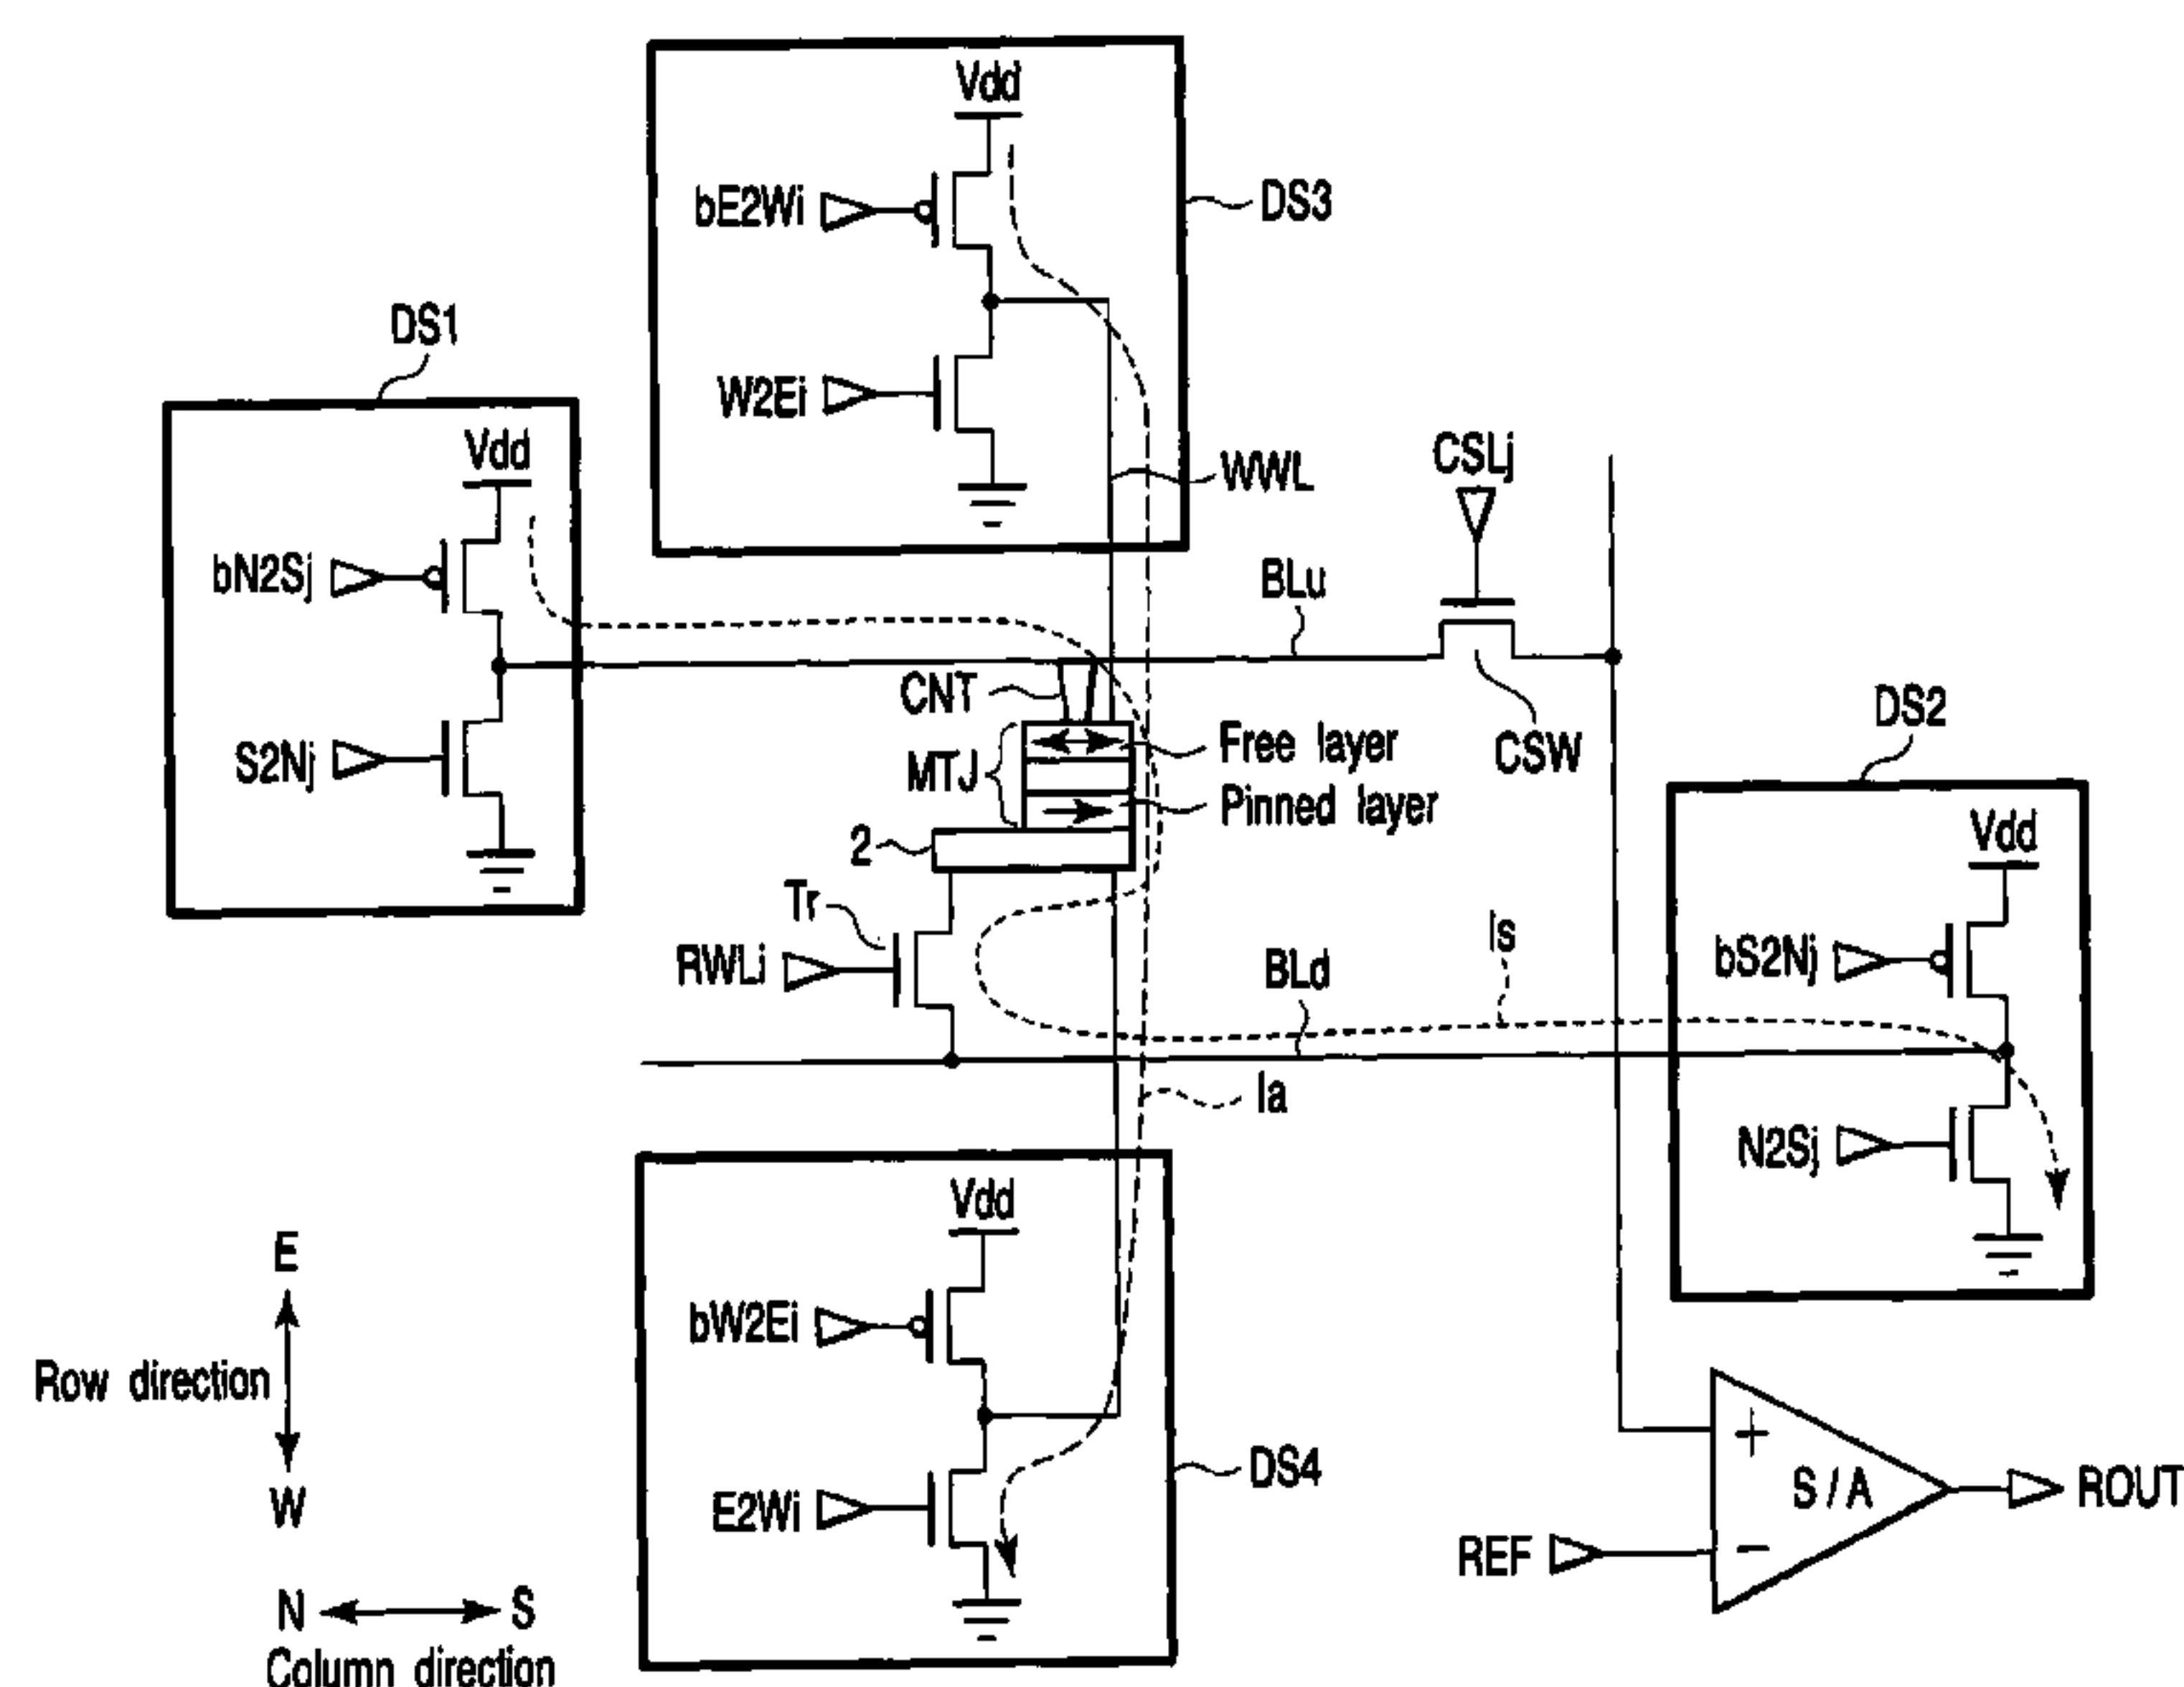 Vdd
bE2Wi
DS3
W2Ei
DS1
Vdd
WWL
CSLj
bN2Sj
BLu
CNT
DS2
S2Nj
MTJ
Free layer
CSW
Pinned layer
Vdd
2
Tr
RWLi
BLd
Is
bS2Nj
Ia
N2Sj
Vdd
E
bW2Ei
Row direction
W
E2Wi
DS4
+
S/A
ROUT
REF
−
N
S
Column direction